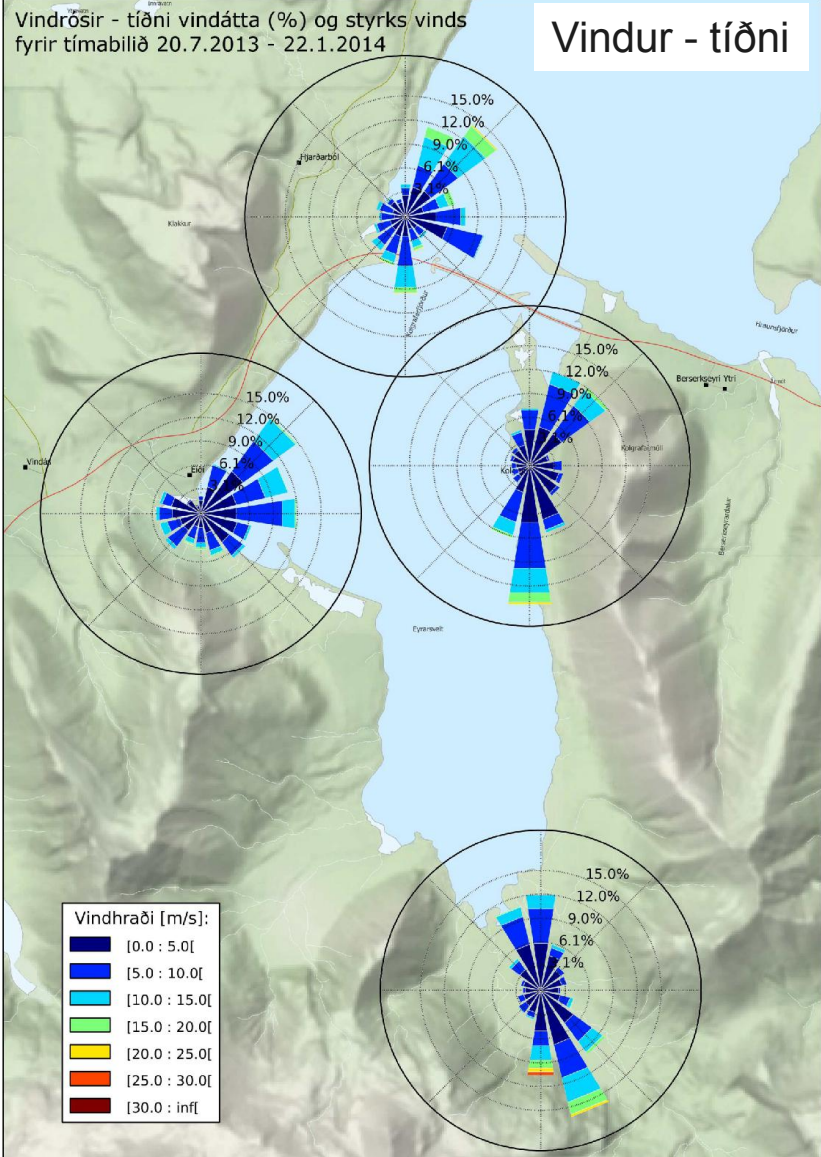 Vindrósir - tíðni vindátta (%) og styrks vinds
fyrir tímabilið 20.7.2013 - 22.1.2014
Vindur - tíðni
15.0%
12.0%
9.0%
6.1%
Hjarðarból
Klakkur
Kolgrafarfjörður
Hraunsfjörður
15.0%
12.0%
9.0%
6.1%
Berserkseyri Ytri
Kolgrafamúli
15.0%
12.0%
9.0%
6.1%
Vindás
Eiði
Eyrarsveit
15.0%
12.0%
9.0%
6.1%
Vindhraði [m/s]:
[0.0 : 5.0[
[5.0 : 10.0[
[10.0 : 15.0[
[15.0 : 20.0[
[20.0 : 25.0[
[25.0 : 30.0[
[30.0 : inf[